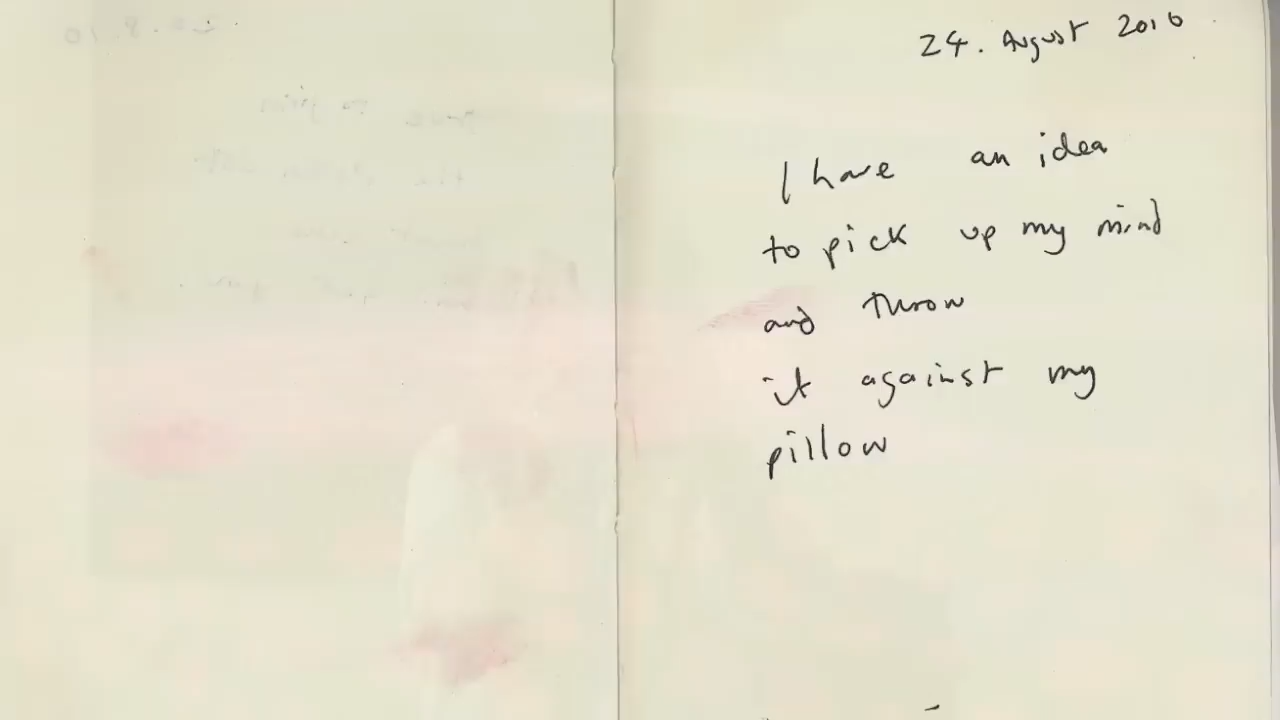 24. August 2010
I have an idea
to pick up my mind
and throw
it against my
pillow